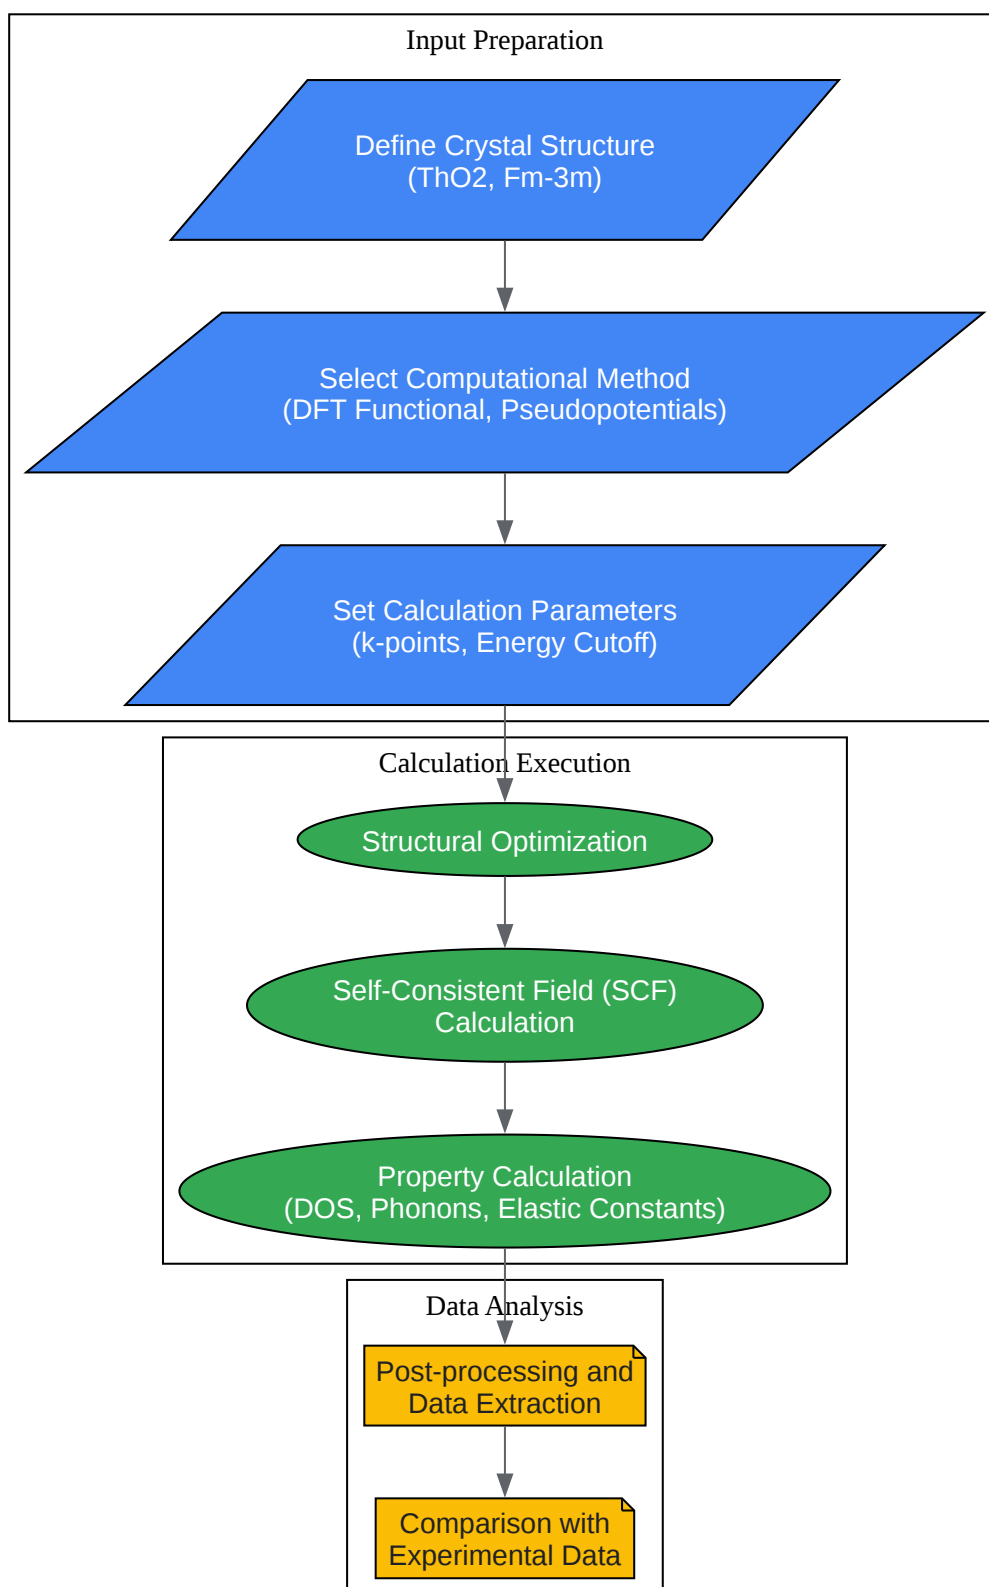 Input Preparation
Define Crystal Structure
(ThO2, Fm-3m)
Select Computational Method
(DFT Functional, Pseudopotentials)
Set Calculation Parameters
(k-points, Energy Cutoff)
Calculation Execution
Structural Optimization
Self-Consistent Field (SCF)
Calculation
Property Calculation
(DOS, Phonons, Elastic Constants)
Data Analysis
Post-processing and
Data Extraction
Comparison with
Experimental Data